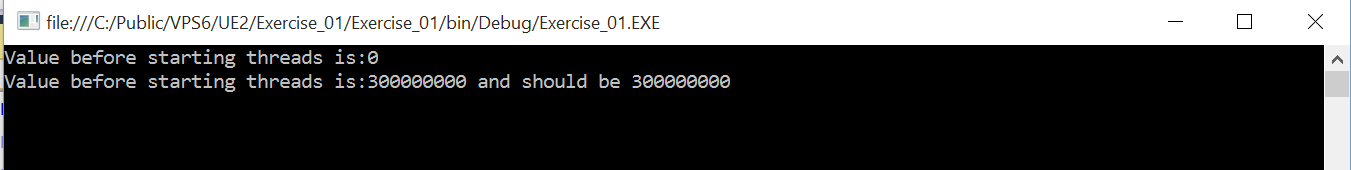 file:///C:/Public/VPS6/UE2/Exercise_01/Exercise_01/bin/Debug/Exercise_01.EXE
Value before starting threads is:0
Value before starting threads is:300000000 and should be 300000000